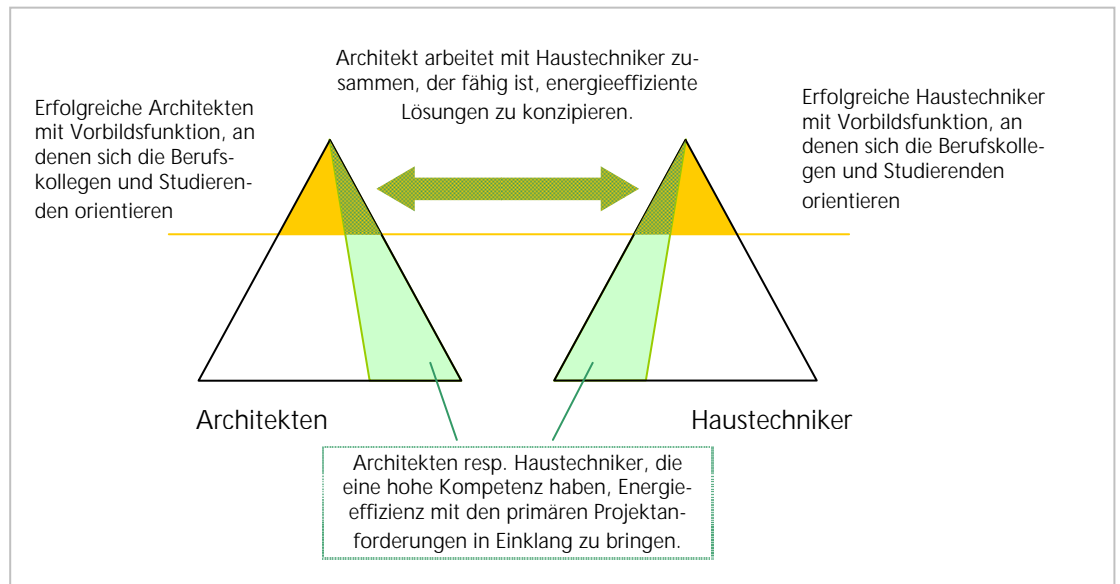 Architekt arbeitet mit Haustechniker zu-
sammen, der fähig ist, energieeffiziente
Lösungen zu konzipieren.
Erfolgreiche Architekten
mit Vorbildsfunktion, an
denen sich die Berufs-
kollegen und Studieren-
den orientieren
Erfolgreiche Haustechniker
mit Vorbildsfunktion, an
denen sich die Berufskolle-
gen und Studierenden
orientieren
Architekten
Haustechniker
Architekten resp. Haustechniker, die
eine hohe Kompetenz haben, Energie-
effizienz mit den primären Projektan-
forderungen in Einklang zu bringen.